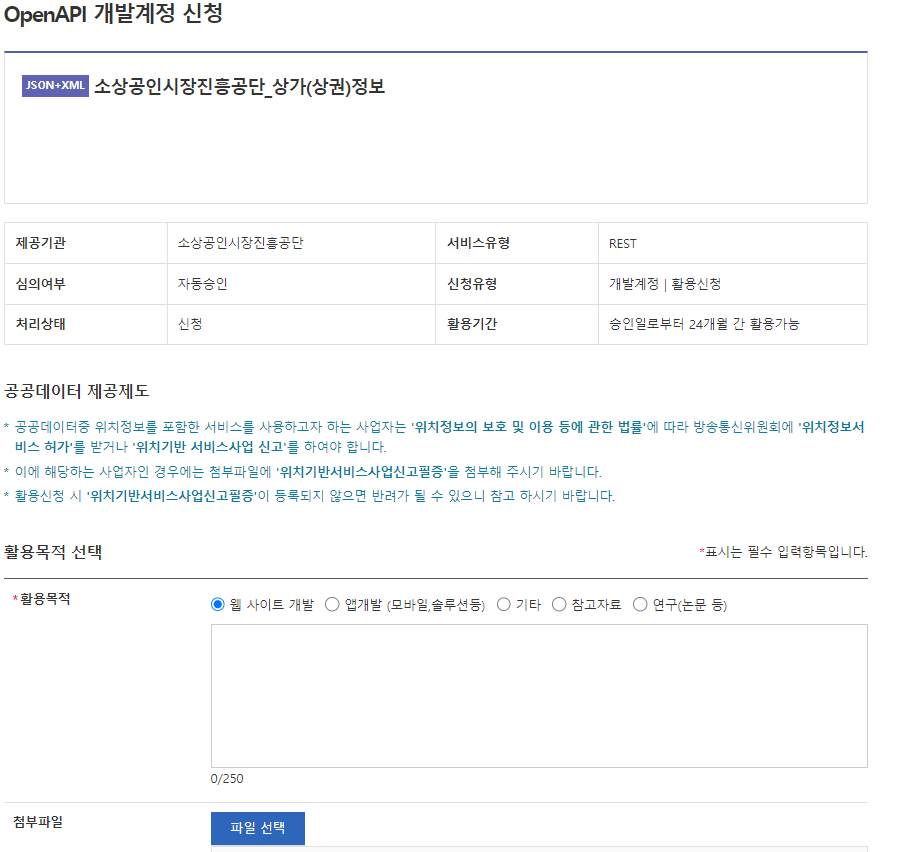 OpenAPI 개발계정 신청
JSON+XML 소상공인시장진흥공단_상가(상권)정보
제공기관 소상공인시장진흥공단 서비스유형 REST
심의여부 자동승인 신청유형 개발계정 | 활용신청
처리상태 신청 활용기간 승인일로부터 24개월 간 활용가능
공공데이터 제공제도
* 공공데이터중 위치정보를 포함한 서비스를 사용하고자 하는 사업자는 '위치정보의 보호 및 이용 등에 관한 법률'에 따라 방송통신위원회에 '위치정보서
비스 허가'를 받거나 '위치기반 서비스사업 신고'를 하여야 합니다.
* 이에 해당하는 사업자인 경우에는 첨부파일에 '위치기반서비스사업신고필증'을 첨부해 주시기 바랍니다.
* 활용신청 시 '위치기반서비스사업신고필증'이 등록되지 않으면 반려가 될 수 있으니 참고 하시기 바랍니다.
활용목적 선택 *표시는 필수 입력항목입니다.
*활용목적 웹 사이트 개발 앱개발 (모바일,솔루션등) 기타 참고자료 연구(논문 등)
0/250
첨부파일 파일 선택